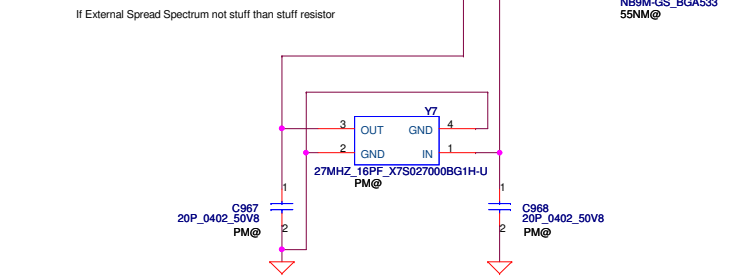 NB9M-GS_BGA533
If External Spread Spectrum not stuff than stuff resistor
55NM@
Y7
3 OUT GND 4
2 GND IN 1
27MHZ_16PF_X7S027000BG1H-U
PM@
1 1
C967 C968
20P_0402_50V8 20P_0402_50V8
PM@ 2 PM@ 2